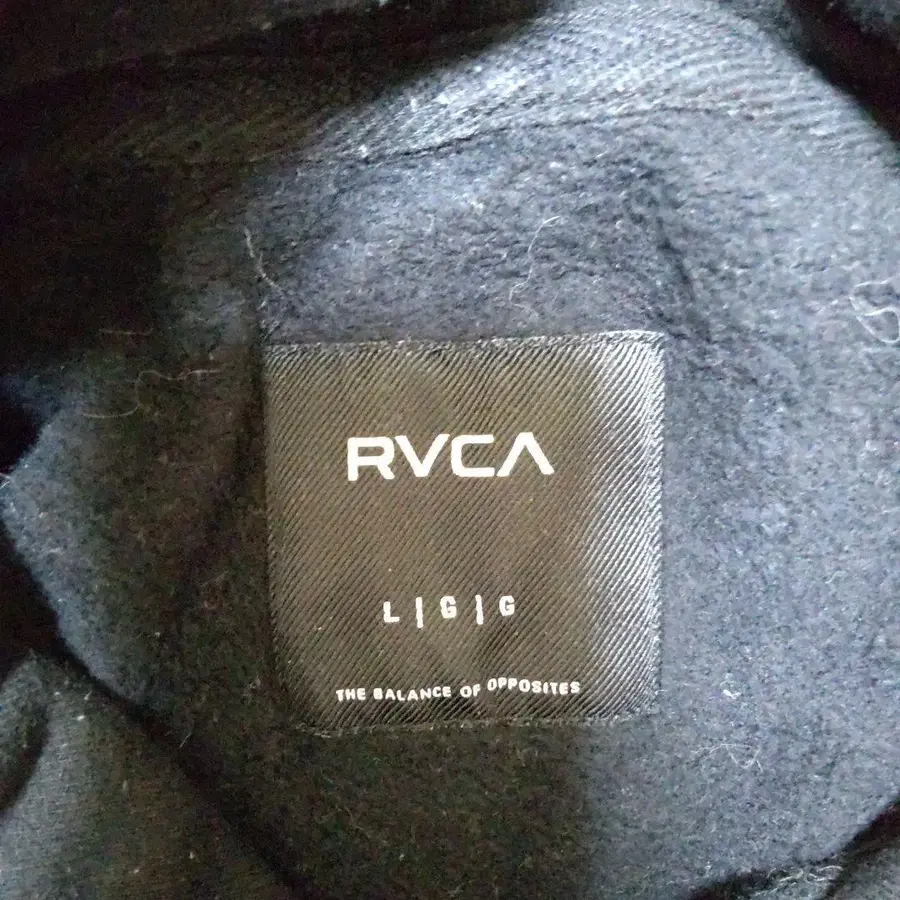 RVCA
L | G | G
THE BALANCE OF OPPOSITES